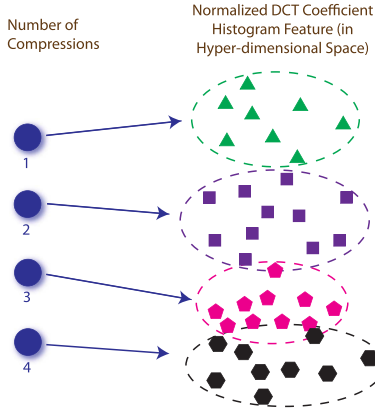 Number of
Compressions
Normalized DCT Coefficient
Histogram Feature (in
Hyper-dimensional Space)
1
2
3
4